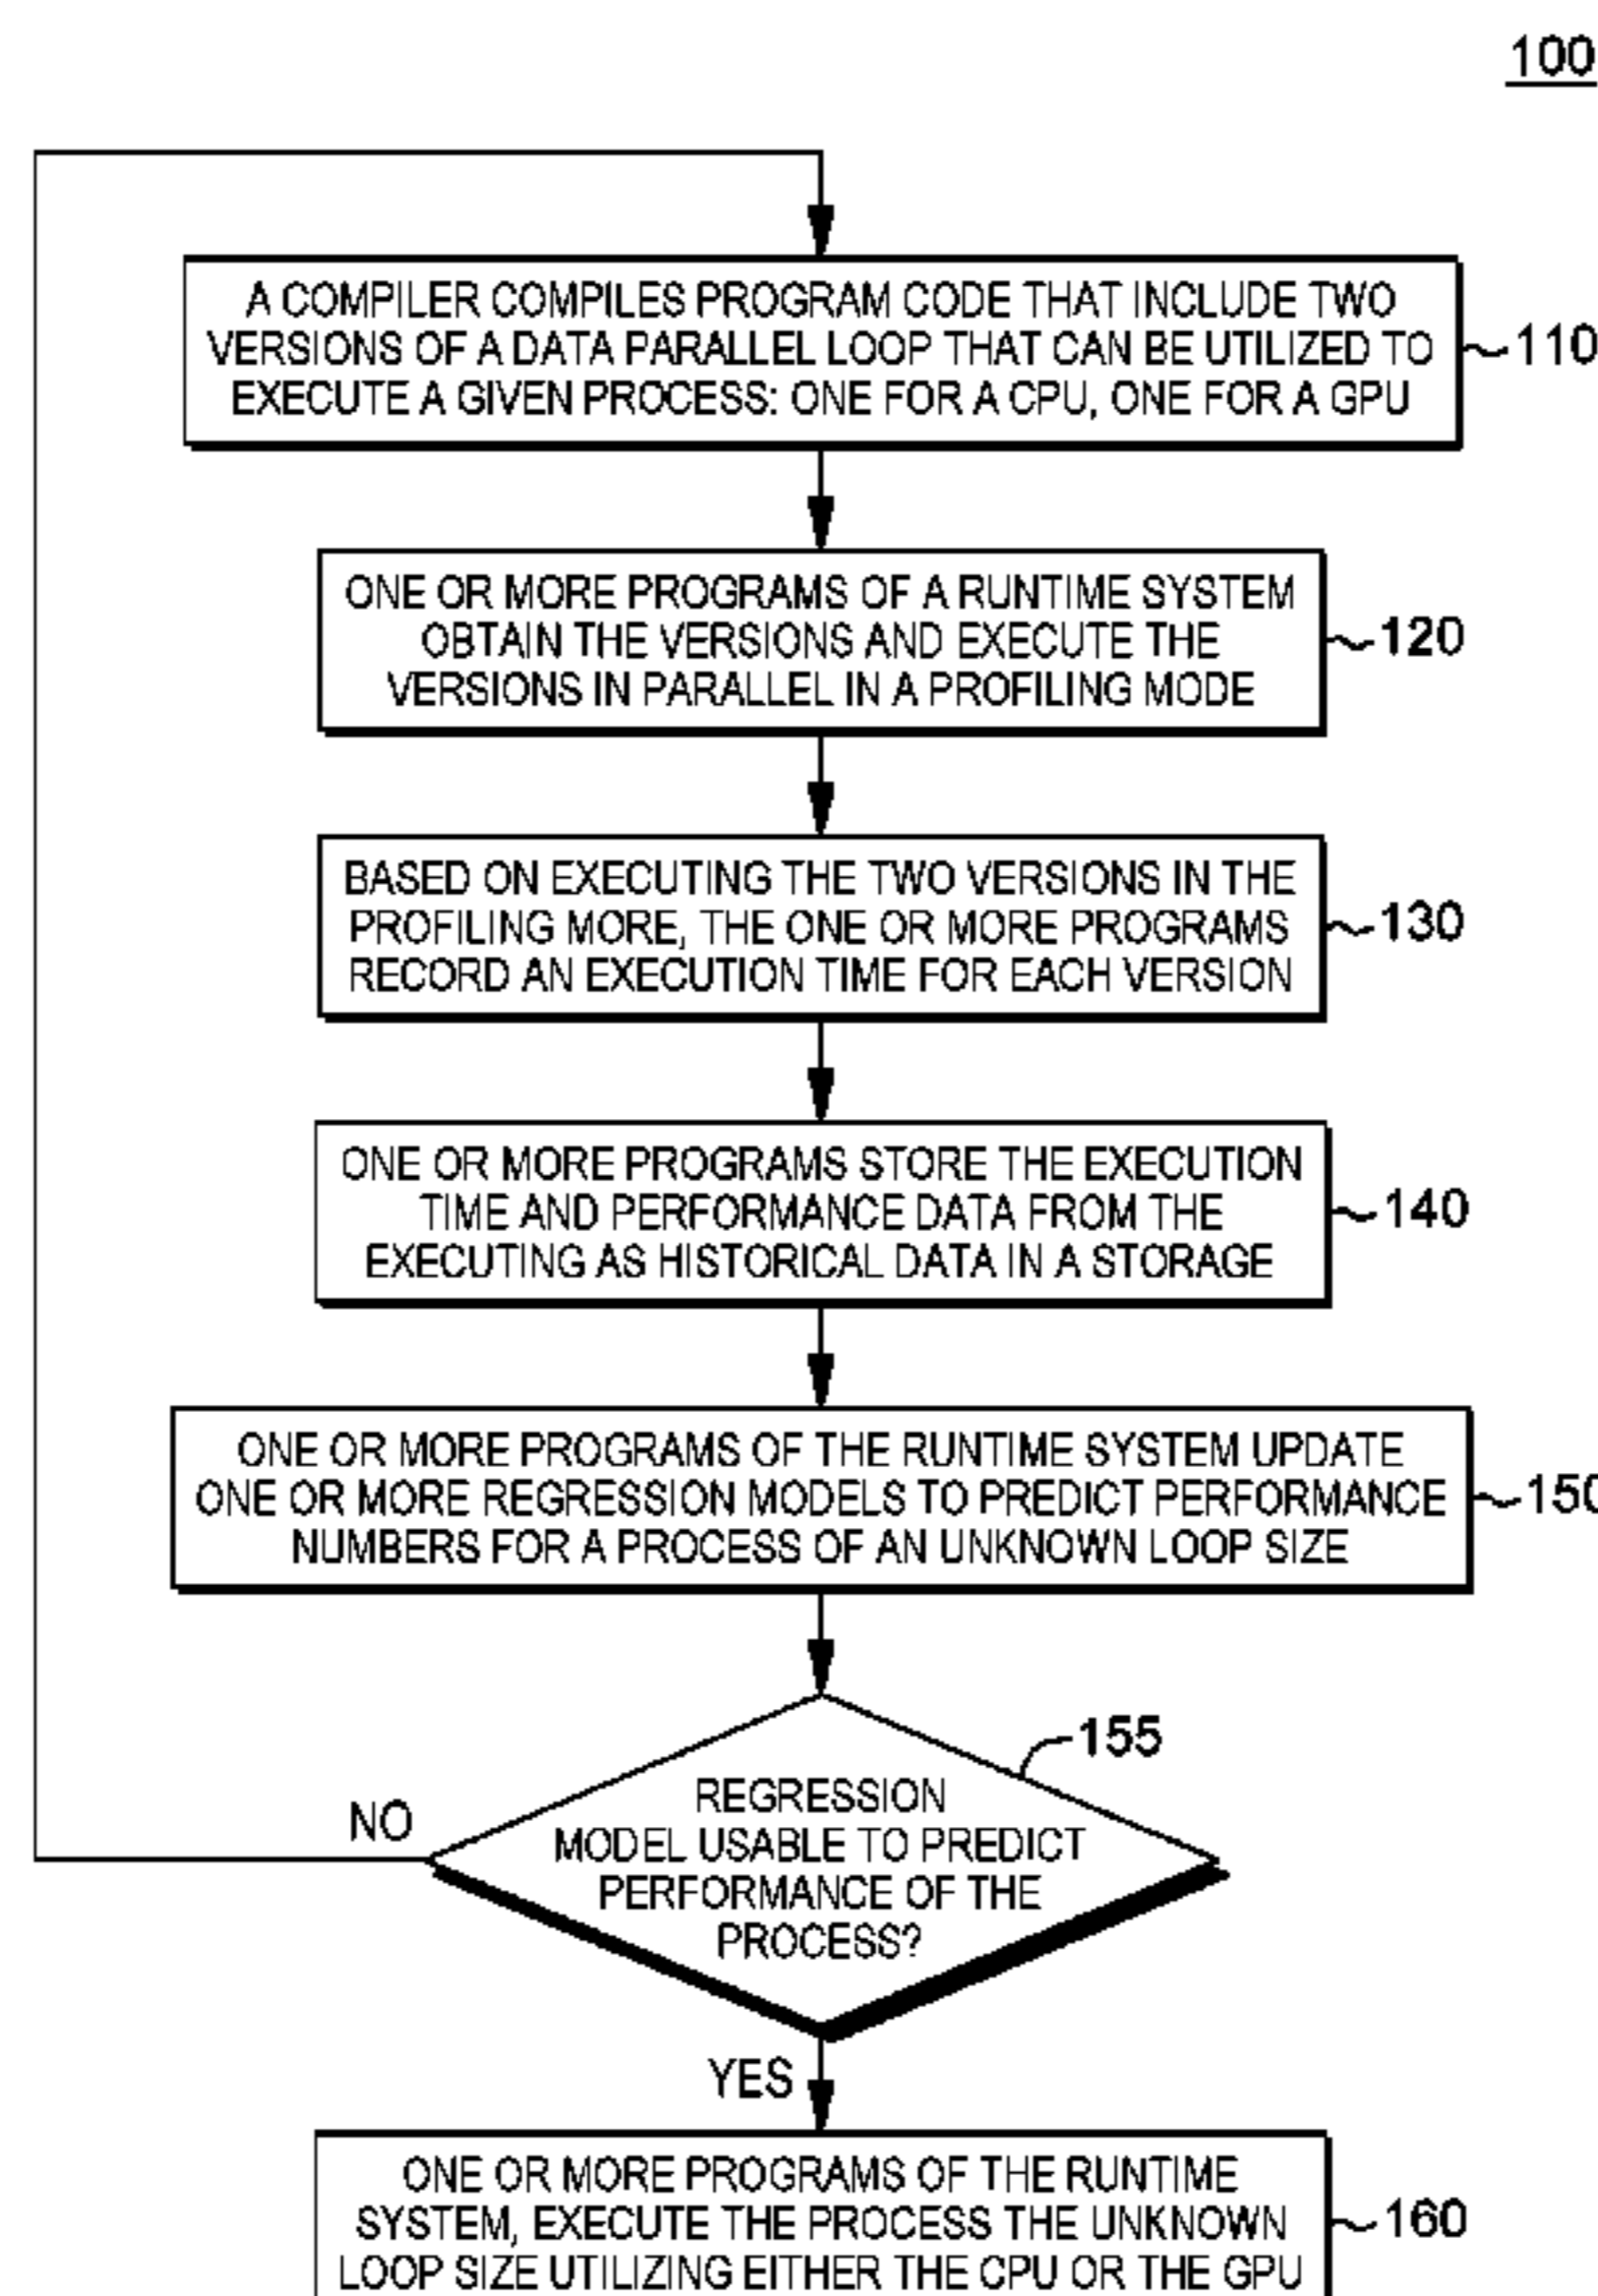 100
A COMPILER COMPILES PROGRAM CODE THAT INCLUDE TWO
VERSIONS OF A DATA PARALLEL LOOP THAT CAN BE UTILIZED TO
EXECUTE A GIVEN PROCESS: ONE FOR A CPU, ONE FOR A GPU
110
ONE OR MORE PROGRAMS OF A RUNTIME SYSTEM
OBTAIN THE VERSIONS AND EXECUTE THE
VERSIONS IN PARALLEL IN A PROFILING MODE
120
BASED ON EXECUTING THE TWO VERSIONS IN THE
PROFILING MORE, THE ONE OR MORE PROGRAMS
RECORD AN EXECUTION TIME FOR EACH VERSION
130
ONE OR MORE PROGRAMS STORE THE EXECUTION
TIME AND PERFORMANCE DATA FROM THE
EXECUTING AS HISTORICAL DATA IN A STORAGE
140
ONE OR MORE PROGRAMS OF THE RUNTIME SYSTEM UPDATE
ONE OR MORE REGRESSION MODELS TO PREDICT PERFORMANCE
NUMBERS FOR A PROCESS OF AN UNKNOWN LOOP SIZE
150
155
REGRESSION
MODEL USABLE TO PREDICT
PERFORMANCE OF THE
PROCESS?
NO
YES
ONE OR MORE PROGRAMS OF THE RUNTIME
SYSTEM, EXECUTE THE PROCESS THE UNKNOWN
LOOP SIZE UTILIZING EITHER THE CPU OR THE GPU
160